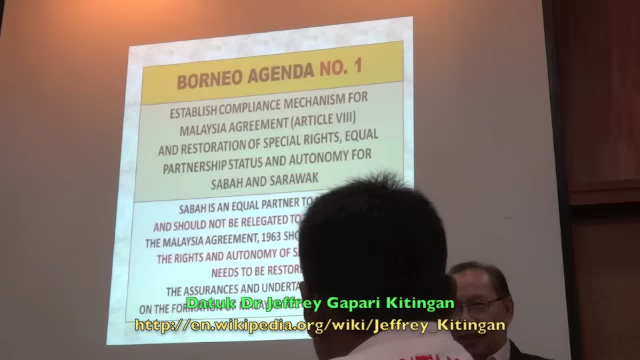 BORNEO AGENDA NO. 1
ESTABLISH COMPLIANCE MECHANISM FOR
MALAYSIA AGREEMENT (ARTICLE VIII)
AND RESTORATION OF SPECIAL RIGHTS, EQUAL
PARTNERSHIP STATUS AND AUTONOMY FOR
SABAH AND SARAWAK
SABAH IS AN EQUAL PARTNER TO
AND SHOULD NOT BE RELEGATED TO
THE MALAYSIA AGREEMENT, 1963
THE RIGHTS AND AUTONOMY OF
NEEDS TO BE
THE ASSURANCES AND
ON THE FORMATION OF
Datuk Dr Jeffrey Gapari Kitingan
http://en.wikipedia.org/wiki/Jeffrey_Kitingan